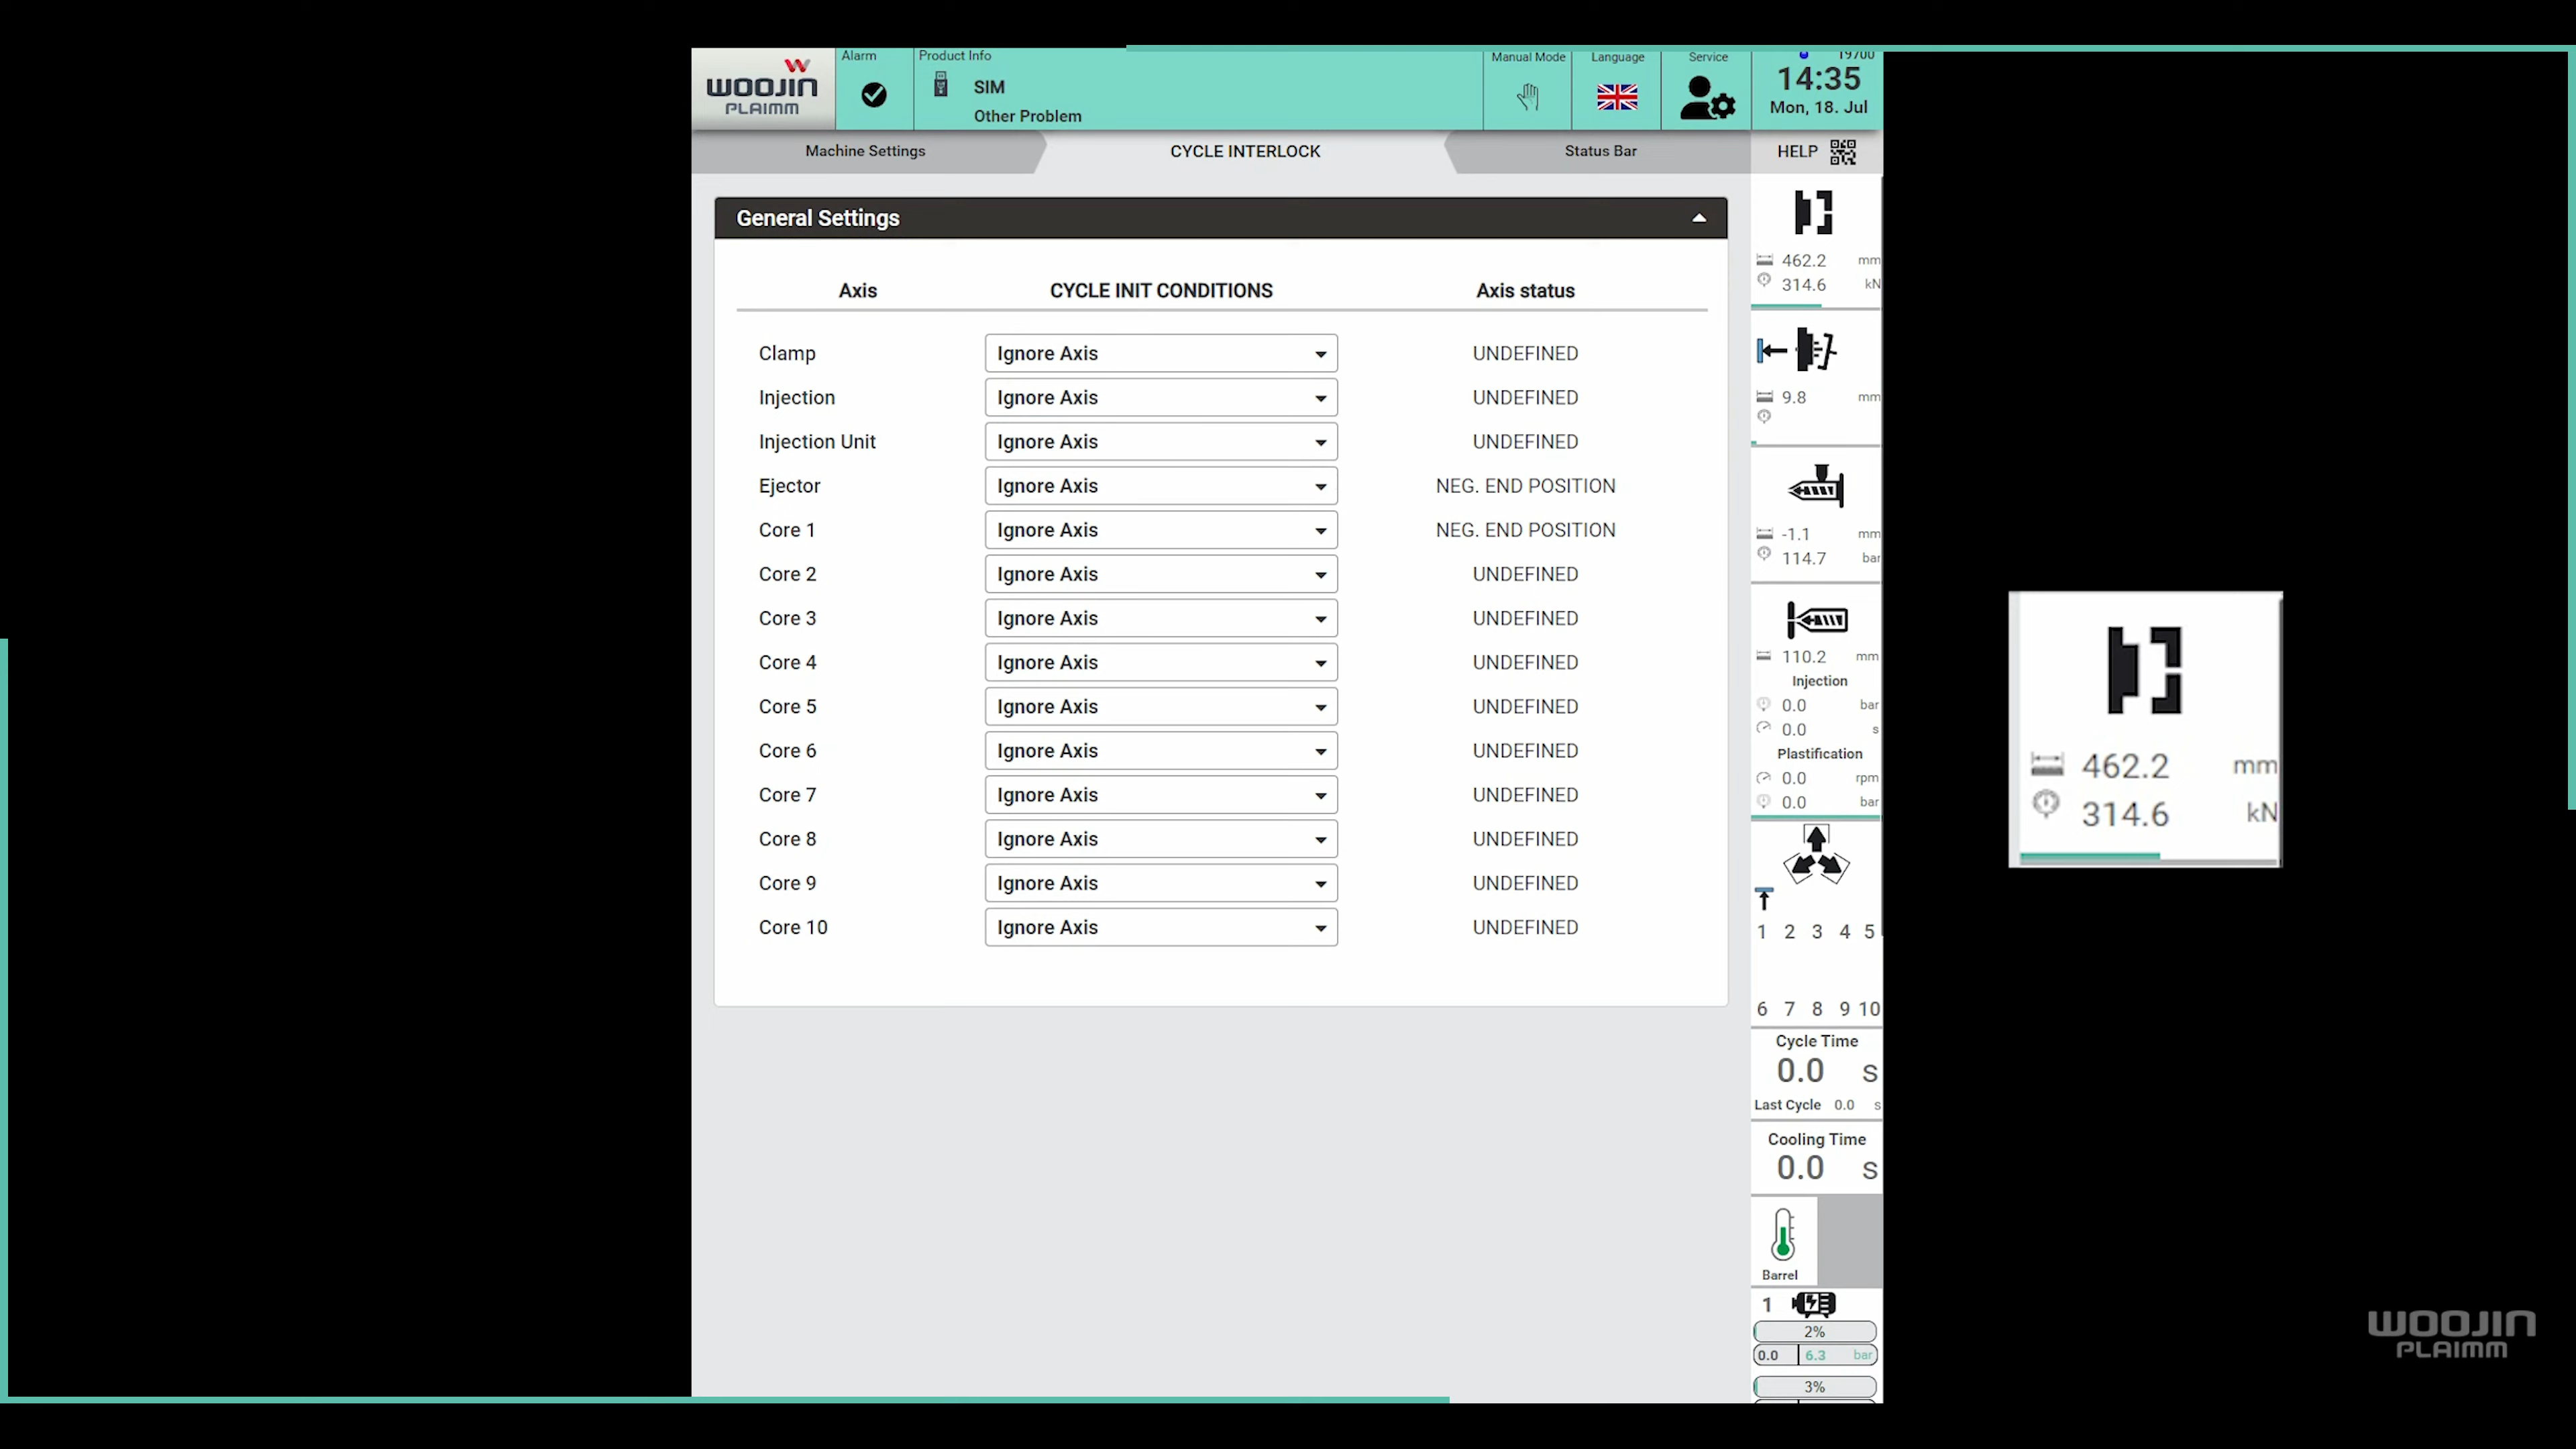 WOOJIN
PLAIMM
Alarm
Product Info
SIM
Other Problem
Manual Mode
Language
Service
19700
14:35
Mon, 18. Jul
Machine Settings
CYCLE INTERLOCK
Status Bar
HELP
General Settings
Axis CYCLE INIT CONDITIONS Axis status
Clamp Ignore Axis UNDEFINED
Injection Ignore Axis UNDEFINED
Injection Unit Ignore Axis UNDEFINED
Ejector Ignore Axis NEG. END POSITION
Core 1 Ignore Axis NEG. END POSITION
Core 2 Ignore Axis UNDEFINED
Core 3 Ignore Axis UNDEFINED
Core 4 Ignore Axis UNDEFINED
Core 5 Ignore Axis UNDEFINED
Core 6 Ignore Axis UNDEFINED
Core 7 Ignore Axis UNDEFINED
Core 8 Ignore Axis UNDEFINED
Core 9 Ignore Axis UNDEFINED
Core 10 Ignore Axis UNDEFINED
462.2 mm
314.6 kN
9.8 mm
-1.1 mm
114.7 bar
110.2 mm
Injection
0.0 bar
0.0 s
Plastification
0.0 rpm
0.0 bar
1 2 3 4 5
6 7 8 9 10
Cycle Time
0.0 s
Last Cycle 0.0 s
Cooling Time
0.0 s
Barrel
1
2%
0.0 6.3 bar
3%
462.2 mm
314.6 kN
WOOJIN
PLAIMM